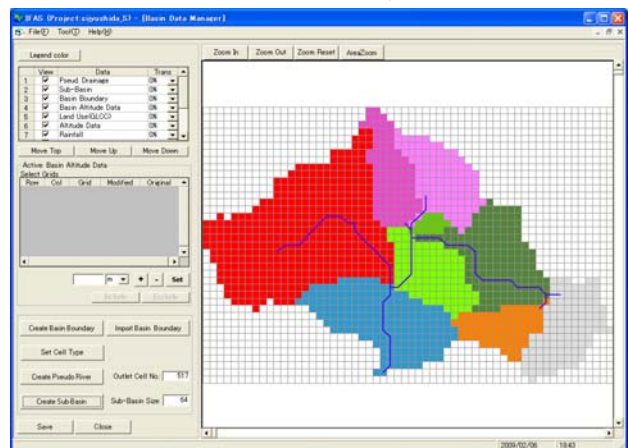 IFAS (Project:sijyushida_5) - [Basin Data Manager]
File(F) Tool(T) Help(H)
Legend color
Zoom In Zoom Out Zoom Reset AreaZoom
View Data Trans
1 Pseud. Drainage 0%
2 Sub-Basin 0%
3 Basin Boundary 0%
4 Basin Altitude Data 0%
5 Land Use(GLCC) 0%
6 Altitude Data 0%
7 Rainfall 0%
Move Top Move Up Move Down
Active: Basin Altitude Data
Select Grids
Row Col Grid Modified Original
m + - Set
Include Exclude
Create Basin Boundary Import Basin Boundary
Set Cell Type
Create Pseudo River Outlet Cell No. 517
Create Sub-Basin Sub-Basin Size 64
Save Close
2009/02/06 18:43